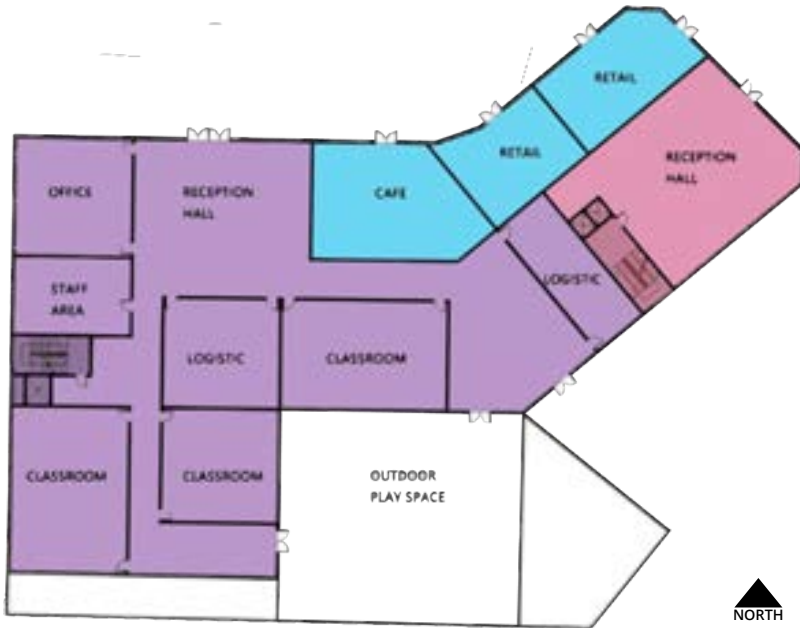 RETAIL
RETAIL
RECEPTION
HALL
OFFICE
RECEPTION
HALL
CAFE
STAFF
AREA
LOGISTIC
LOGISTIC
CLASSROOM
CLASSROOM
CLASSROOM
OUTDOOR
PLAY SPACE
NORTH